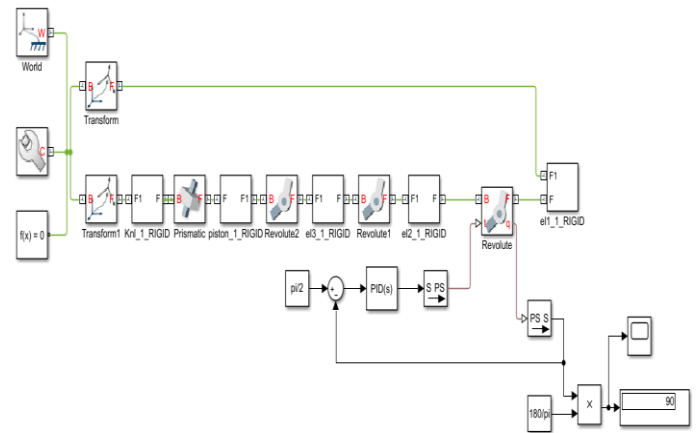 W
World
B F
Transform
C
F1
B F
F1 F
B F
F
F1
B F
F1 F
B F
F1 F
B F
t q
F
el1_1_RIGID
Transform1
Knl_1_RIGID
Prismatic
piston_1_RIGID
Revolute2
el3_1_RIGID
Revolute1
el2_1_RIGID
Revolute
f(x) = 0
pi/2
+
−
PID(s)
S PS
PS S
180/pi
X
90